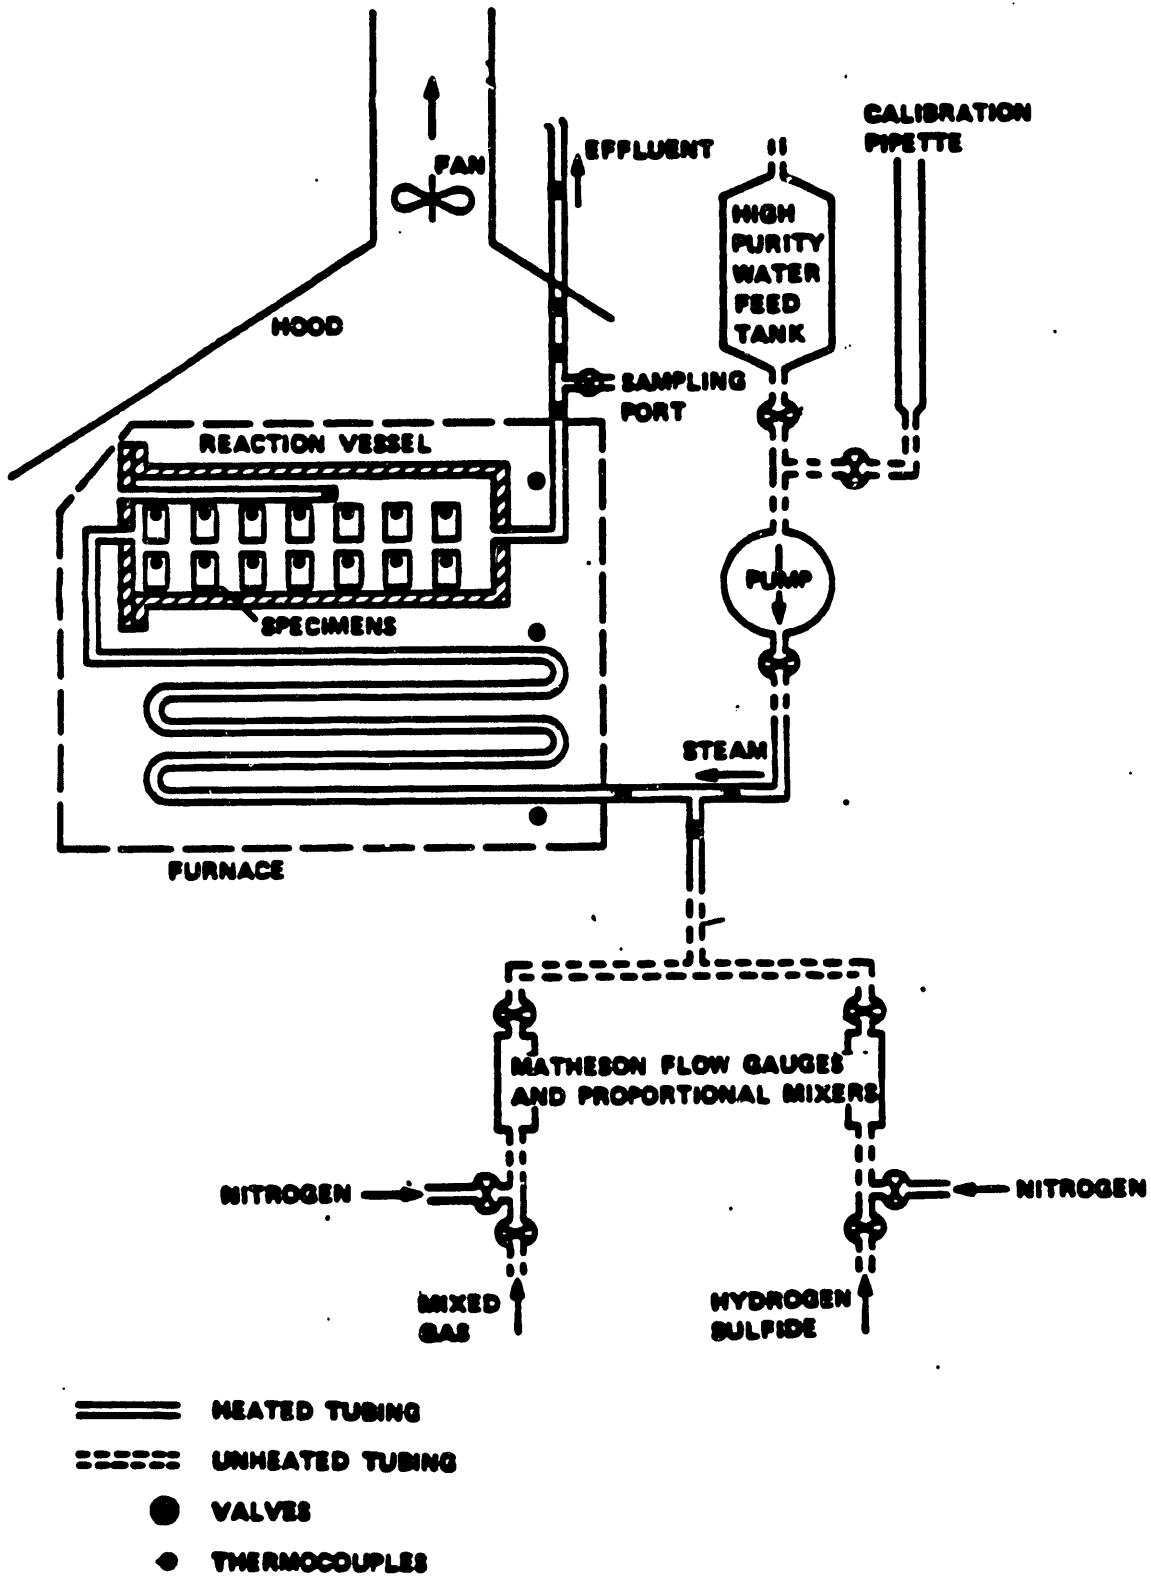 CALIBRATION
PIPETTE
EFFLUENT
FAN
HIGH
PURITY
WATER
FEED
TANK
HOOD
SAMPLING
PORT
REACTION VESSEL
PUMP
SPECIMENS
STEAM
FURNACE
MATHESON FLOW GAUGES
AND PROPORTIONAL MIXERS
NITROGEN
NITROGEN
MIXED
GAS
HYDROGEN
SULFIDE
HEATED TUBING
UNHEATED TUBING
VALVES
THERMOCOUPLES